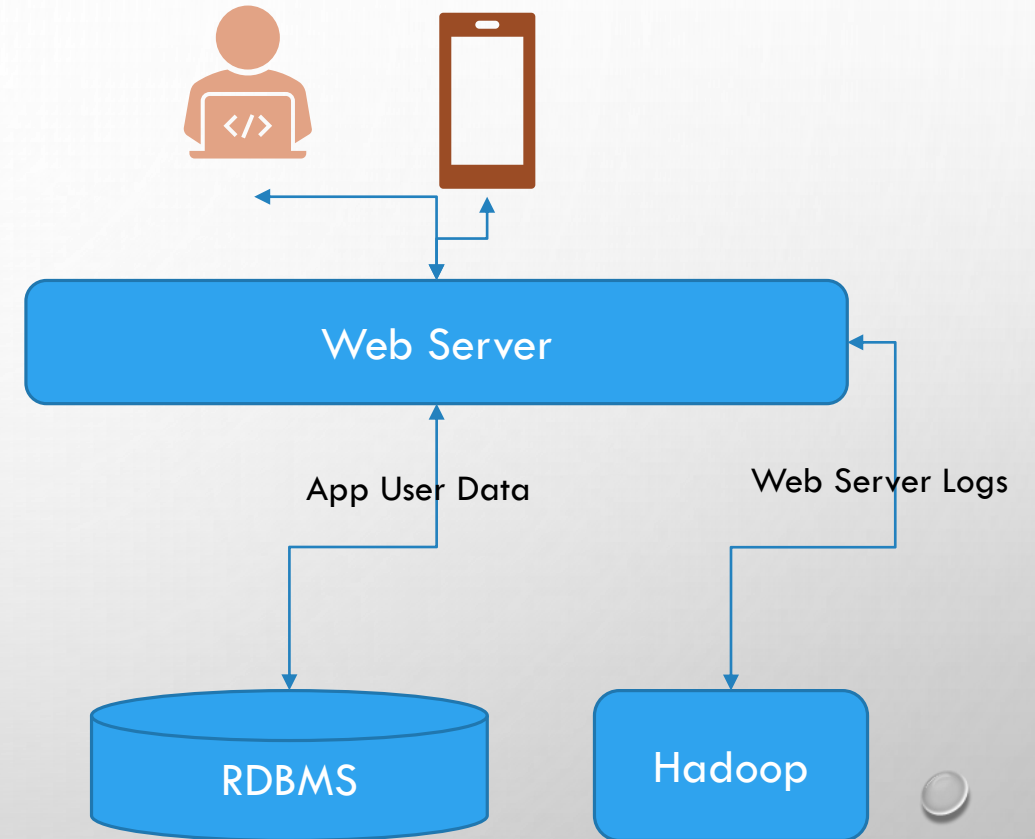 </>
Web Server
App User Data
Web Server Logs
RDBMS
Hadoop